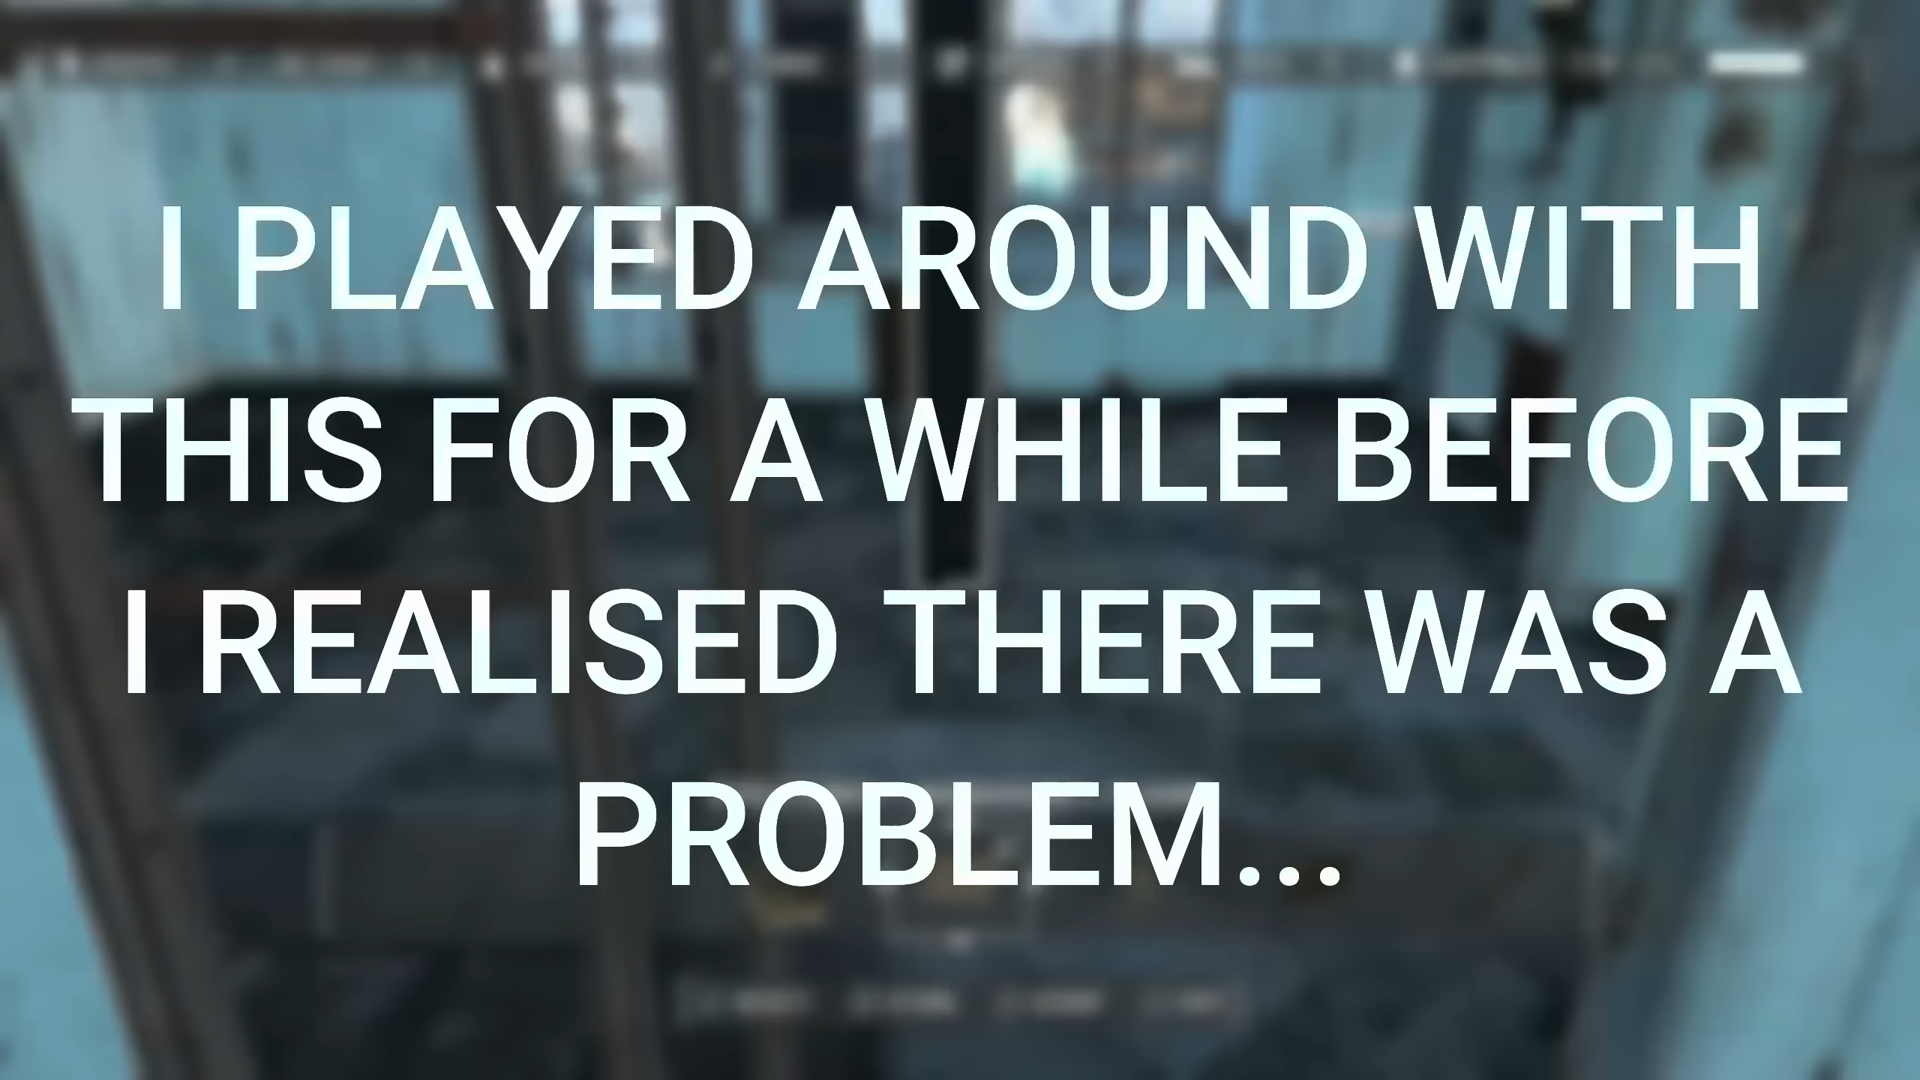 I PLAYED AROUND WITH
THIS FOR A WHILE BEFORE
I REALISED THERE WAS A
PROBLEM...